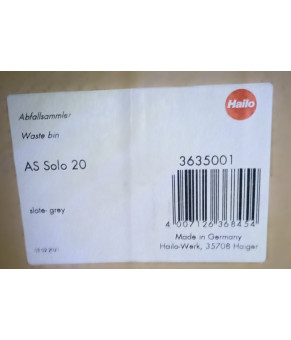 Hailo
Abfallsammler
Waste bin
AS Solo 20
3635001
slate- grey
4 007126 368454
Made in Germany
Hailo-Werk, 35708 Haiger